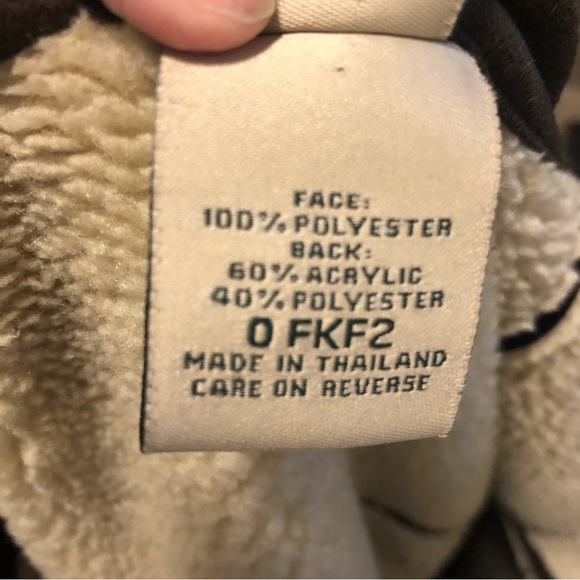 FACE:
100% POLYESTER
BACK:
60% ACRYLIC
40% POLYESTER
0 FKF2
MADE IN THAILAND
CARE ON REVERSE